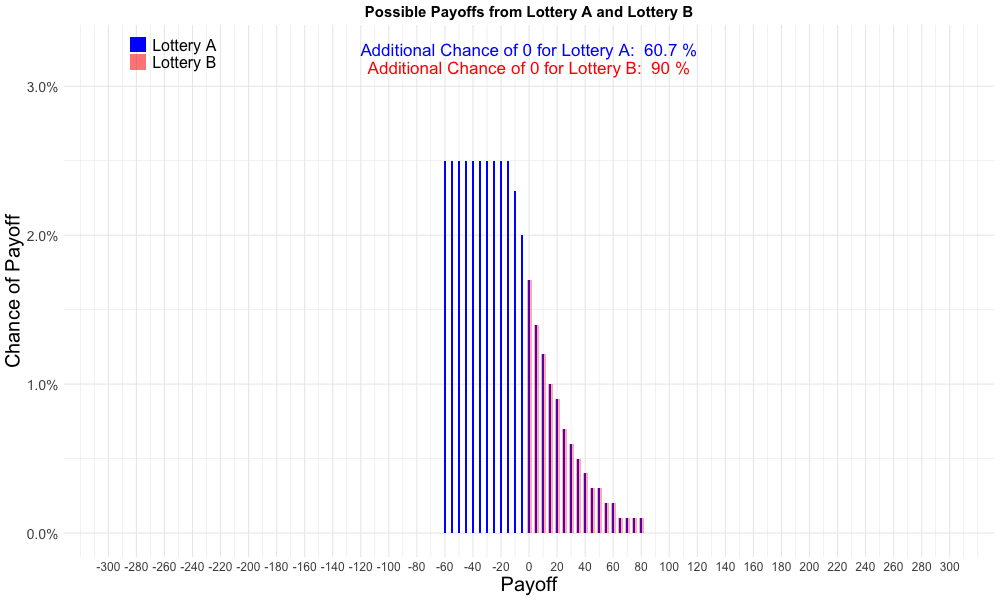 Possible Payoffs from Lottery A and Lottery B
Lottery A
Lottery B
Additional Chance of 0 for Lottery A: 60.7 %
Additional Chance of 0 for Lottery B: 90 %
Chance of Payoff
3.0%
2.0%
1.0%
0.0%
-300 -280 -260 -240 -220 -200 -180 -160 -140 -120 -100 -80 -60 -40 -20 0 20 40 60 80 100 120 140 160 180 200 220 240 260 280 300
Payoff